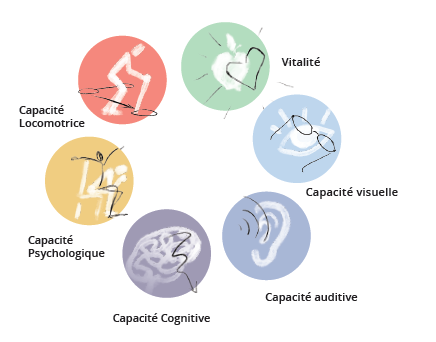 Vitalité
Capacité
Locomotrice
Capacité visuelle
Capacité
Psychologique
Capacité auditive
Capacité Cognitive